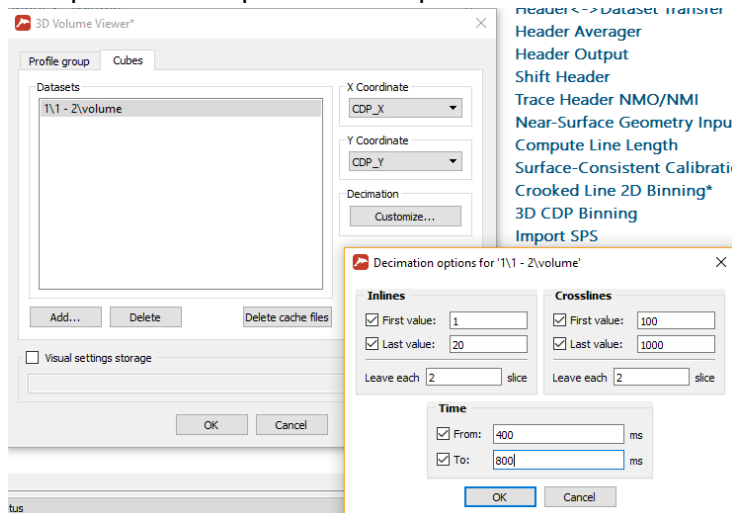 Header<->Dataset Transfer
Header Averager
Header Output
Shift Header
Trace Header NMO/NMI
Near-Surface Geometry Inpu
Compute Line Length
Surface-Consistent Calibrati
Crooked Line 2D Binning*
3D CDP Binning
Import SPS
3D Volume Viewer*
Profile group Cubes
Datasets
1\1 - 2\volume
X Coordinate
CDP_X
Y Coordinate
CDP_Y
Decimation
Customize...
Add... Delete Delete cache files
Visual settings storage
OK Cancel
tus
Decimation options for '1\1 - 2\volume'
Inlines Crosslines
First value: 1 First value: 100
Last value: 20 Last value: 1000
Leave each 2 slice Leave each 2 slice
Time
From: 400 ms
To: 800 ms
OK Cancel